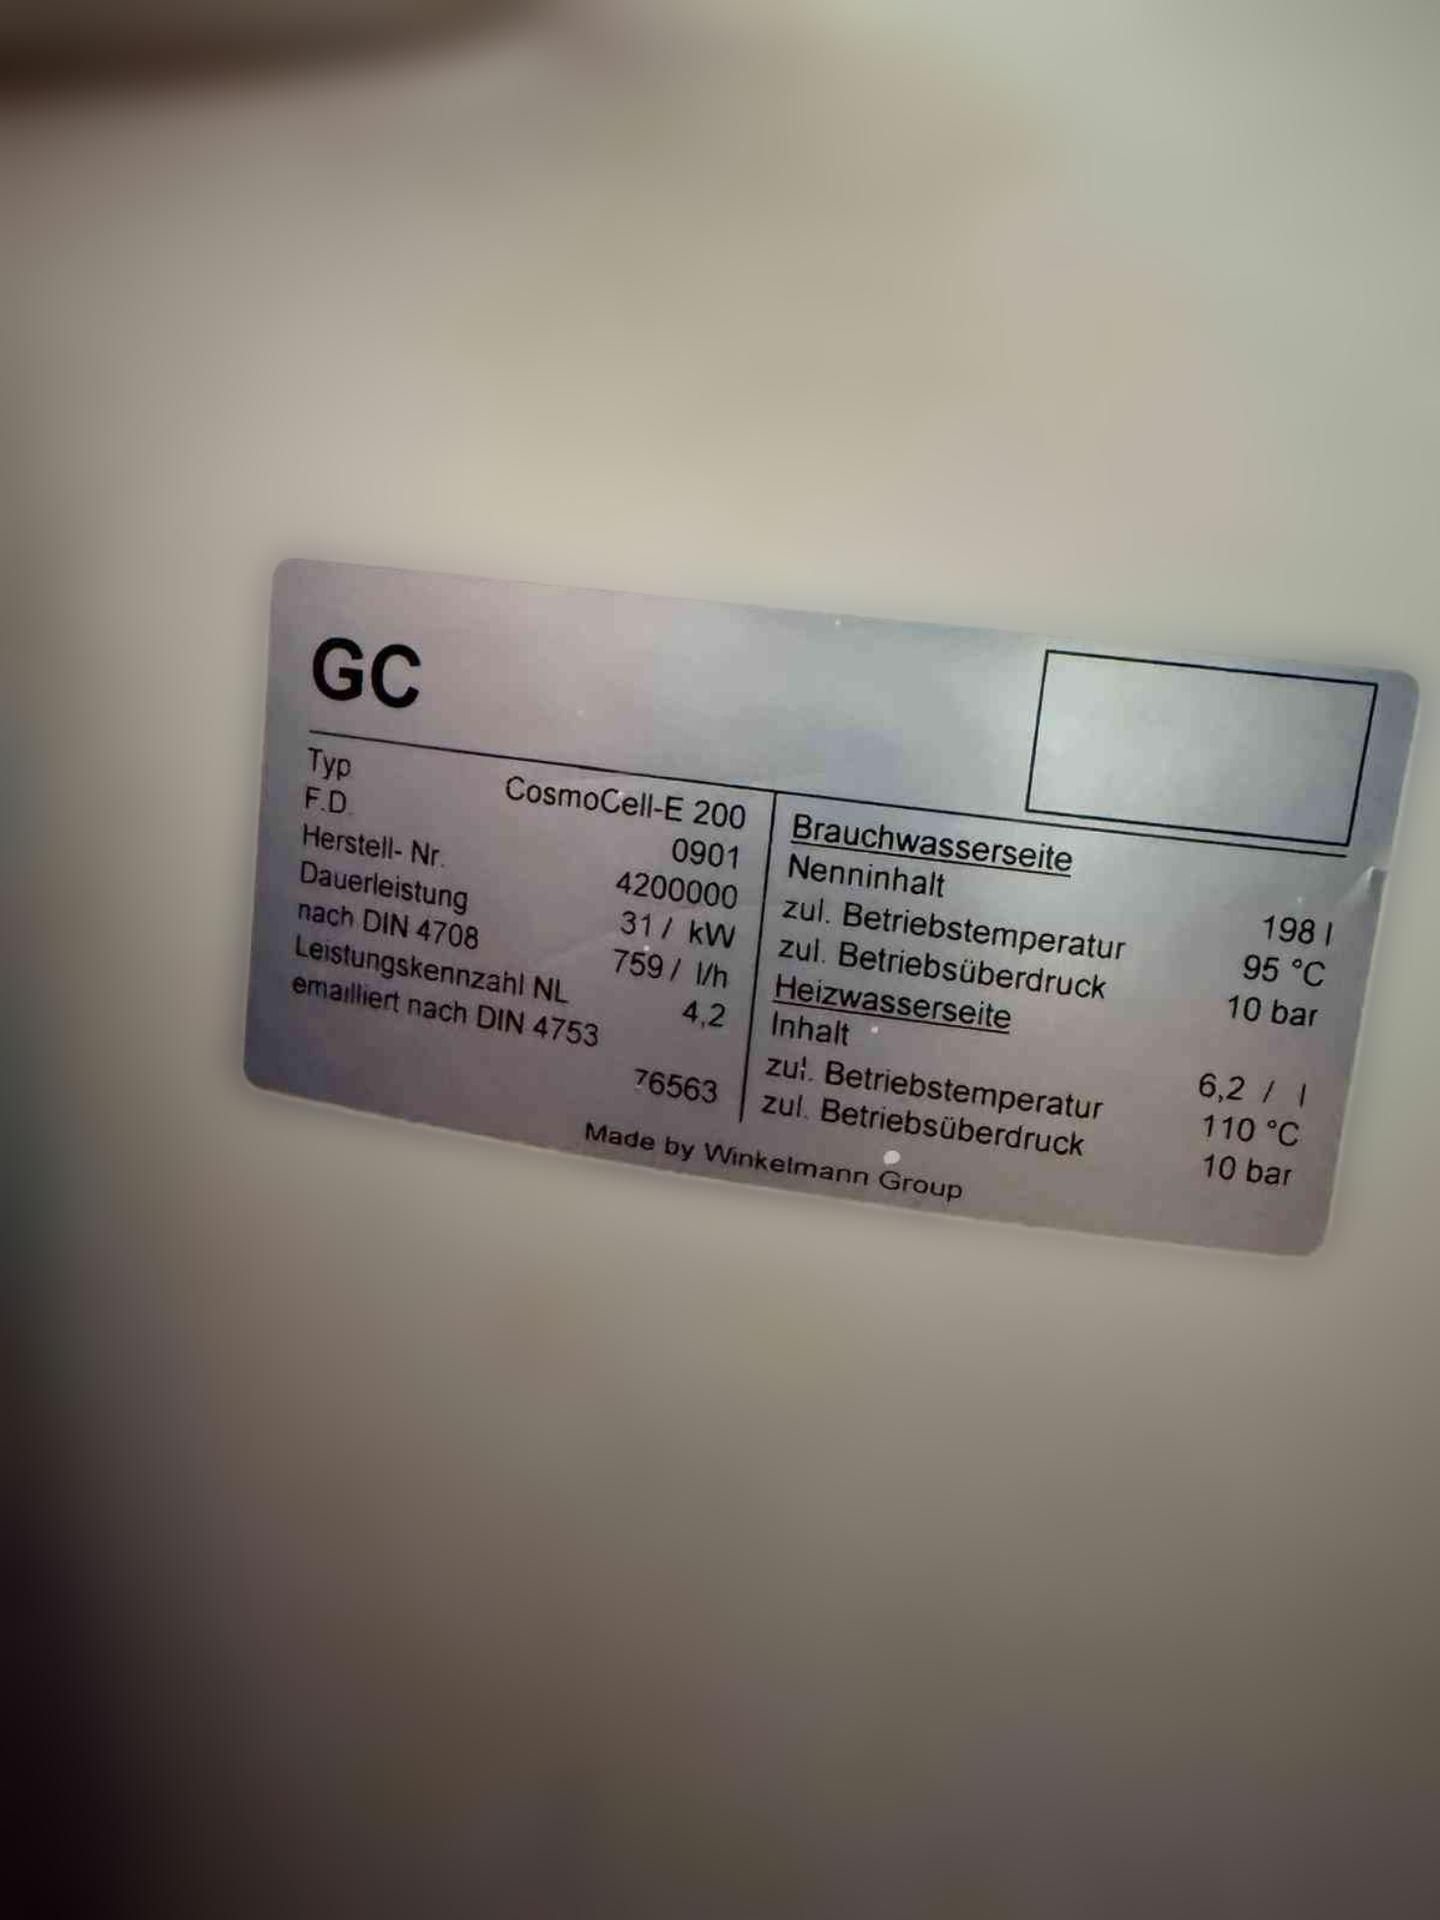 GC
Typ CosmoCell-E 200
F.D. 0901
Herstell- Nr. 4200000
Dauerleistung 31 / kW
nach DIN 4708 759 / l/h
Leistungskennzahl NL 4,2
emailliert nach DIN 4753
76563
Brauchwasserseite
Nenninhalt 198 l
zul. Betriebstemperatur 95 °C
zul. Betriebsüberdruck 10 bar
Heizwasserseite
Inhalt 6,2 / l
zul. Betriebstemperatur 110 °C
zul. Betriebsüberdruck 10 bar
Made by Winkelmann Group